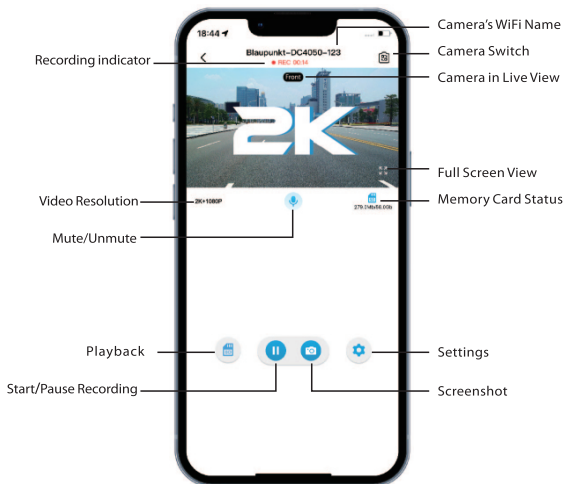 18:44
Camera's WiFi Name
Blaupunkt-DC4050-123
Camera Switch
Recording indicator
REC 00:14
Front
Camera in Live View
2K
Full Screen View
Video Resolution
2K+1080P
Memory Card Status
Mute/Unmute
Playback
Settings
Start/Pause Recording
Screenshot